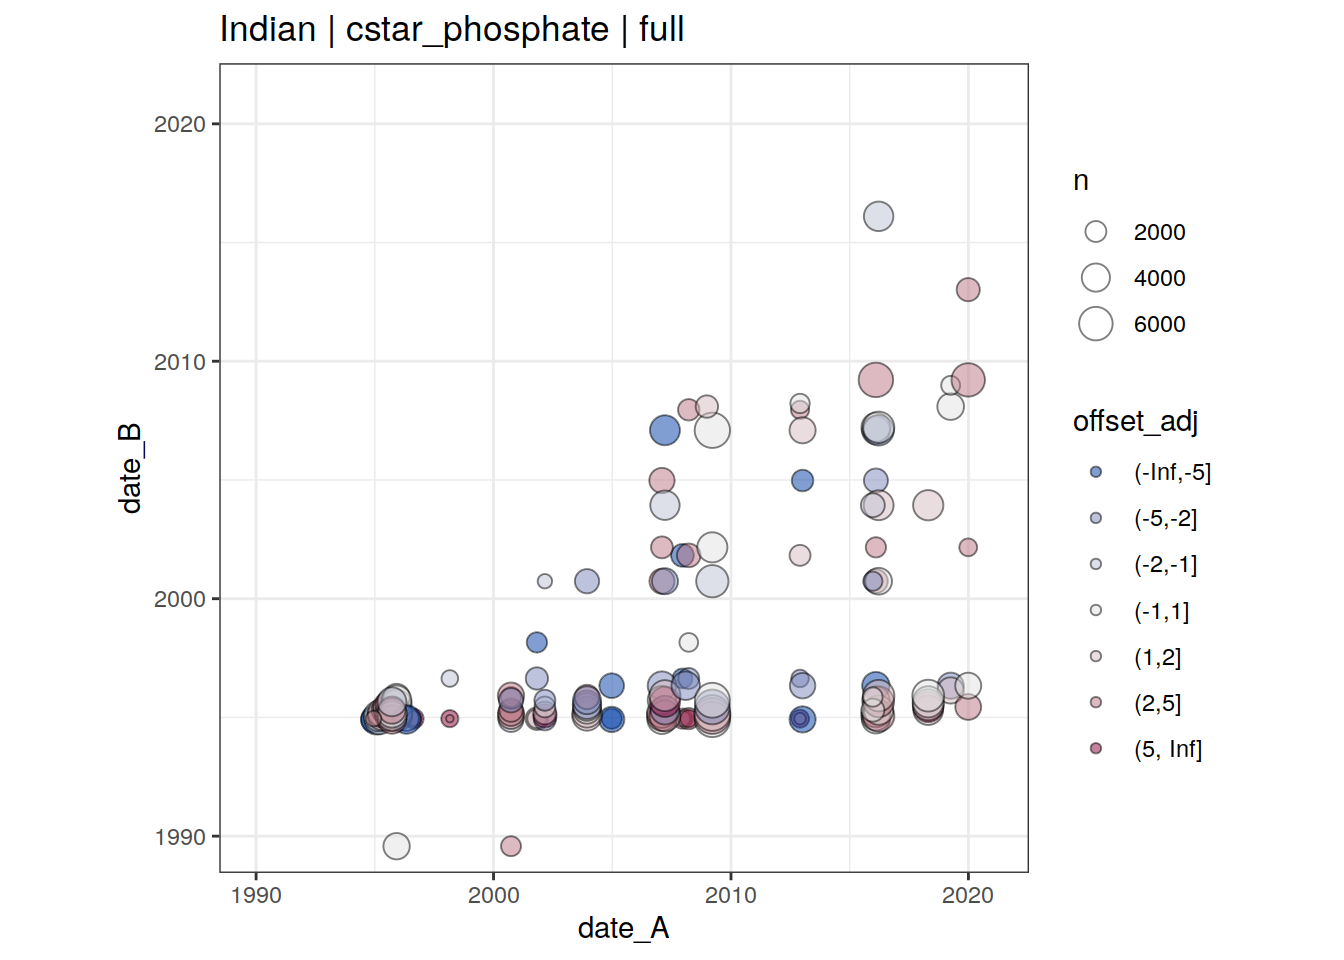 Indian | cstar_phosphate | full
date_B
2020
2010
2000
1990
1990
2000
2010
2020
date_A
n
2000
4000
6000
offset_adj
(-Inf,-5]
(-5,-2]
(-2,-1]
(-1,1]
(1,2]
(2,5]
(5, Inf]